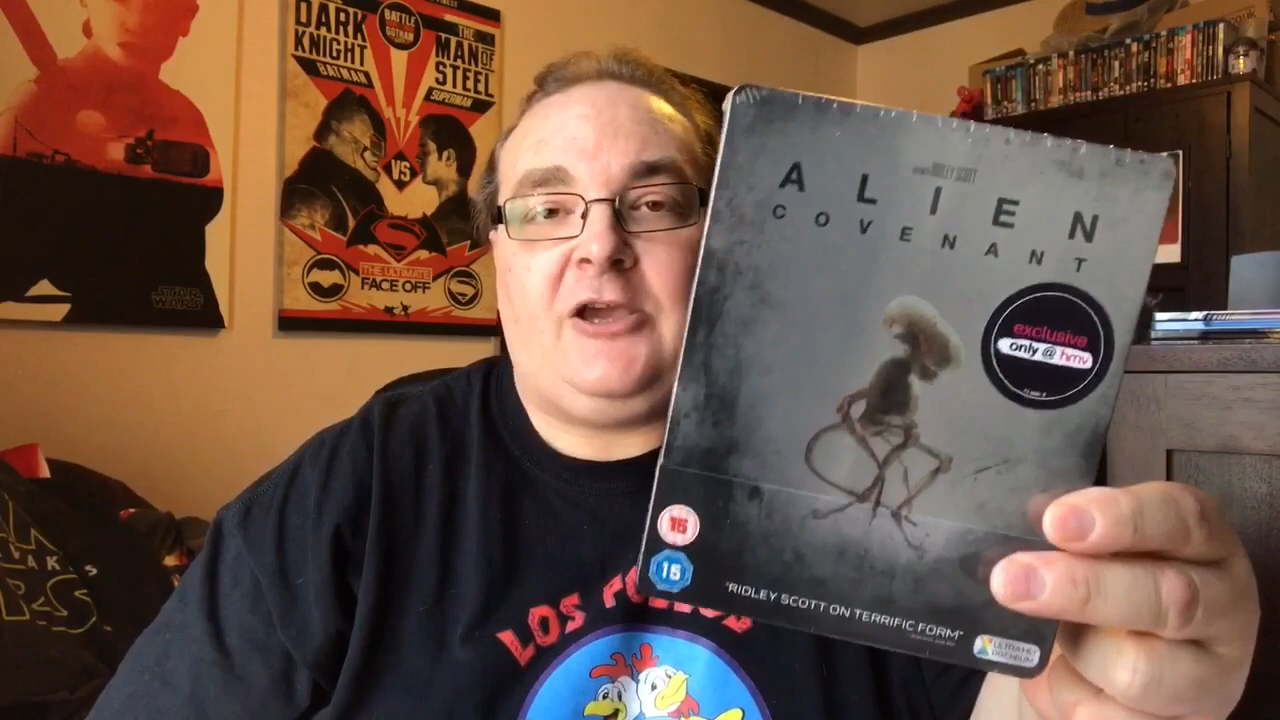 DARK
KNIGHT
BATMAN
BATTLE
GOTHAM
THE
MAN OF
STEEL
SUPERMAN
VS
THE ULTIMATE
FACE OFF
STAR
WARS
RIDLEY SCOTT
ALIEN
COVENANT
exclusive
only @ hmv
15
15
"RIDLEY SCOTT ON TERRIFIC FORM"
ULTRA HD
PREMIUM
LOS